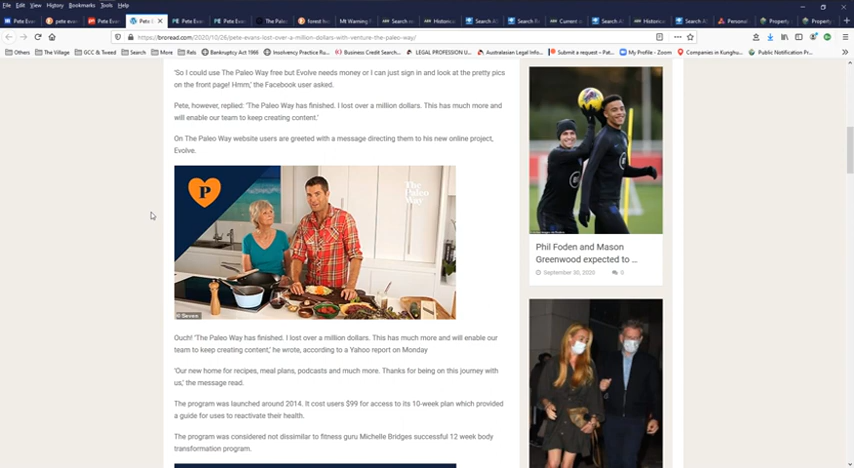 File Edit View History Bookmarks Tools Help
https://broread.com/2020/10/26/pete-evans-lost-over-a-million-dollars-with-venture-the-paleo-way/
Others The Village GCC & Tweed Search More Rals Bankruptcy Act 1966 Insolvency Practice Ru... Business Credit Search... LEGAL PROFESSION U... Australasian Legal Infor... Submit a request – Pat... My Profile - Zoom Companies in Kunghu... Public Notification Pro...
'So I could use The Paleo Way free but Evolve needs money or I can just sign in and look at the pretty pics
on the front page! Hmm,' the Facebook user asked.
Pete, however, replied: 'The Paleo Way has finished. I lost over a million dollars. This has much more and
will enable our team to keep creating content.'
On The Paleo Way website users are greeted with a message directing them to his new online project,
Evolve.
P
The
Paleo
Way
© Seven
Ouch! 'The Paleo Way has finished. I lost over a million dollars. This has much more and will enable our
team to keep creating content,' he wrote, according to a Yahoo report on Monday
'Our new home for recipes, meal plans, podcasts and much more. Thanks for being on this journey with
us,' the message read.
The program was launched around 2014. It cost users $99 for access to its 10-week plan which provided
a guide for uses to reactivate their health.
The program was considered not dissimilar to fitness guru Michelle Bridges successful 12 week body
transformation program.
Phil Foden and Mason
Greenwood expected to ...
September 30, 2020 0